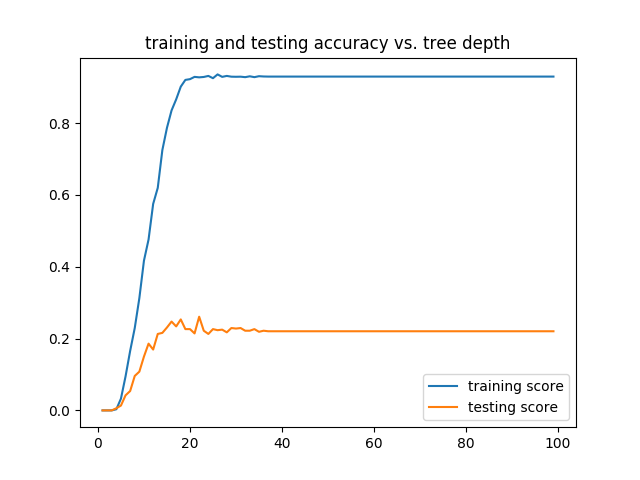 training and testing accuracy vs. tree depth
0.8
0.6
0.4
0.2
0.0
training score
testing score
0 20 40 60 80 100